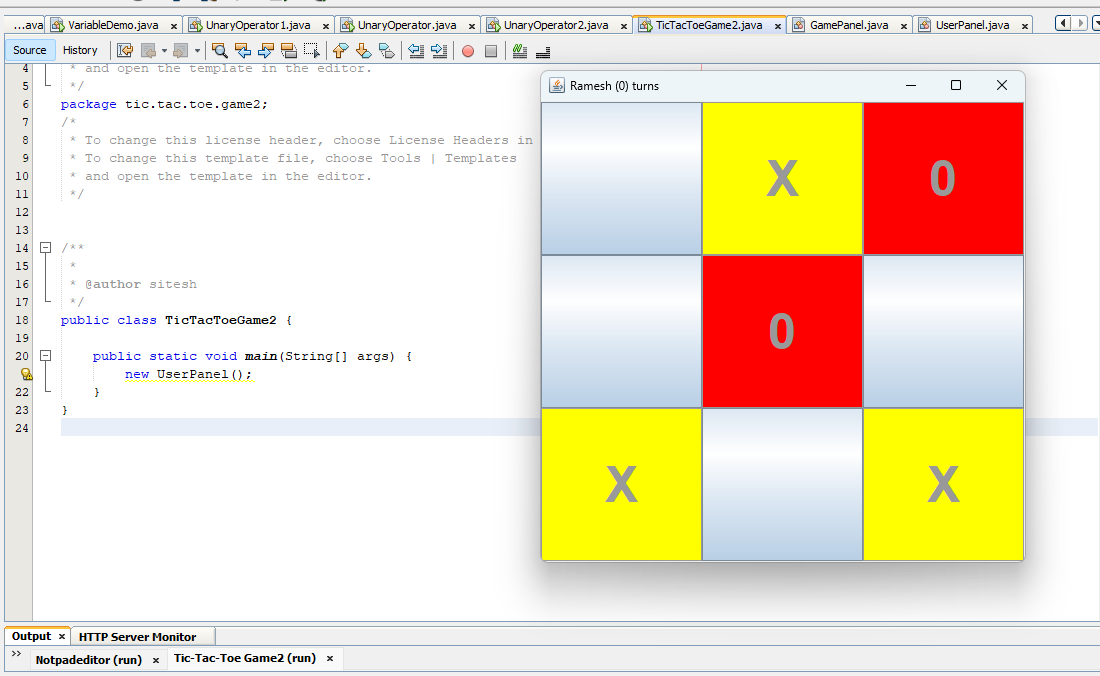 ...ava VariableDemo.java UnaryOperator1.java UnaryOperator.java UnaryOperator2.java TicTacToeGame2.java GamePanel.java UserPanel.java
Source History
4 * and open the template in the editor.
5 */
6 package tic.tac.toe.game2;
7 /*
8 * To change this license header, choose License Headers in
9 * To change this template file, choose Tools | Templates
10 * and open the template in the editor.
11 */
12
13
14 /**
15 *
16 * @author sitesh
17 */
18 public class TicTacToeGame2 {
19
20 public static void main(String[] args) {
new UserPanel();
22 }
23 }
24
Ramesh (0) turns
X 0
0
X X
Output HTTP Server Monitor
Notpadeditor (run) Tic-Tac-Toe Game2 (run)